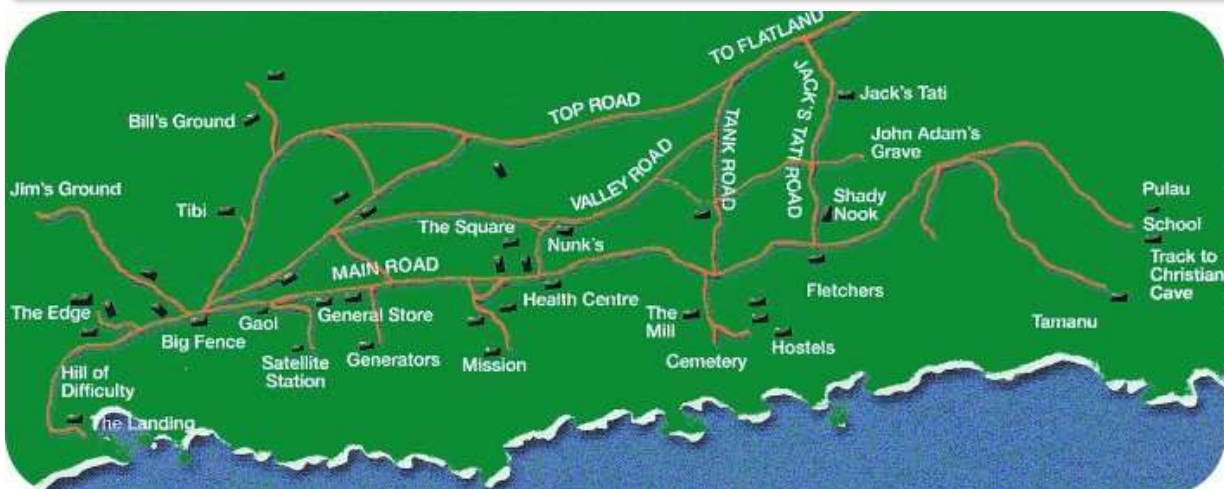 TO FLATLAND
TOP ROAD
JACK'S TATI ROAD
TANK ROAD
Jack's Tati
Bill's Ground
John Adam's
Grave
VALLEY ROAD
Jim's Ground
Tibi
The Square
Nunk's
Shady
Nook
Pulau
School
Track to
Christian
Cave
MAIN ROAD
The Edge
Big Fence
Gaol
General Store
Health Centre
Fletchers
The
Mill
Tamanu
Satellite
Station
Generators
Mission
Cemetery
Hostels
Hill of
Difficulty
The Landing